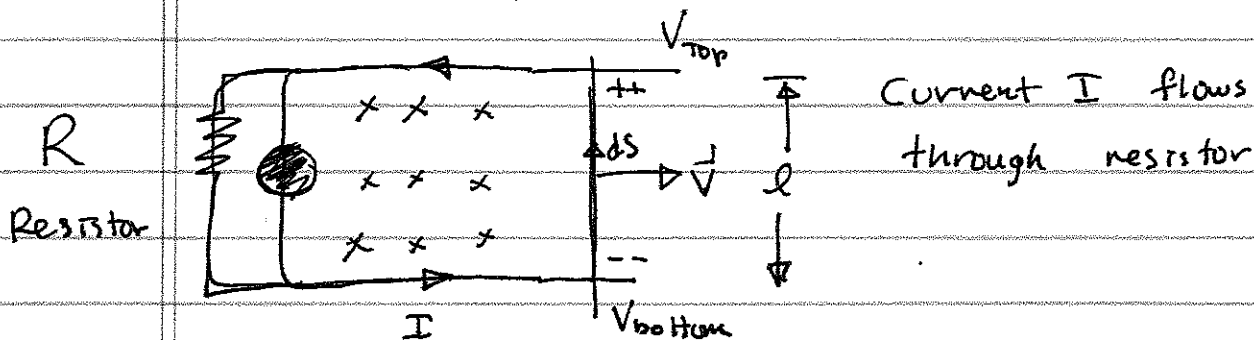 V_Top
++
Current I flows
R
× × ×
dS
V⃗
l
through resistor
× × ×
Resistor
× × ×
--
I
V_bottom